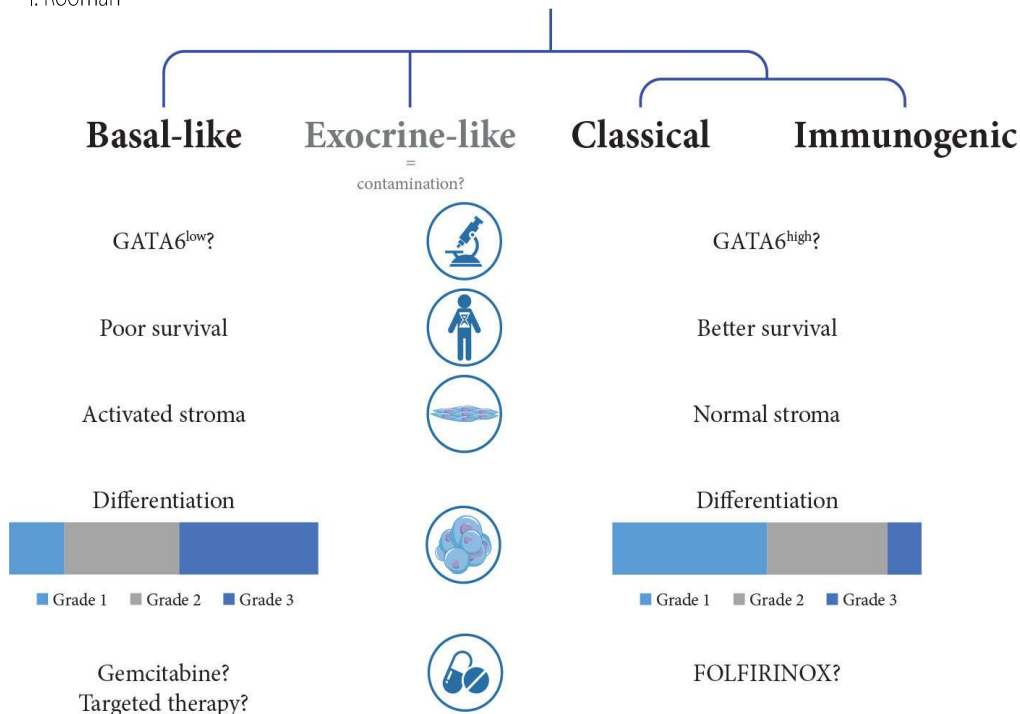 I. Rooman
Basal-like Exocrine-like Classical Immunogenic
=
contamination?
GATA6low? GATA6high?
Poor survival Better survival
Activated stroma Normal stroma
Differentiation Differentiation
Grade 1 Grade 2 Grade 3 Grade 1 Grade 2 Grade 3
Gemcitabine? FOLFIRINOX?
Targeted therapy?